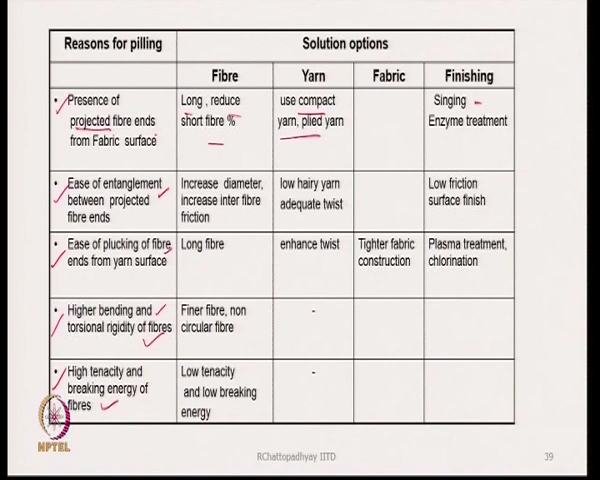 Reasons for pilling
Solution options
Fibre
Yarn
Fabric
Finishing
• Presence of
projected fibre ends
from Fabric surface
Long , reduce
short fibre %
use compact
yarn, plied yarn
Singing
Enzyme treatment
• Ease of entanglement
between projected
fibre ends
Increase diameter,
increase inter fibre
friction
low hairy yarn
adequate twist
Low friction
surface finish
• Ease of plucking of fibre
ends from yarn surface
Long fibre
enhance twist
Tighter fabric
construction
Plasma treatment,
chlorination
• Higher bending and
torsional rigidity of fibres
Finer fibre, non
circular fibre
-
• High tenacity and
breaking energy of
fibres
Low tenacity
and low breaking
energy
-
NPTEL
RChattopadhyay IITD
39